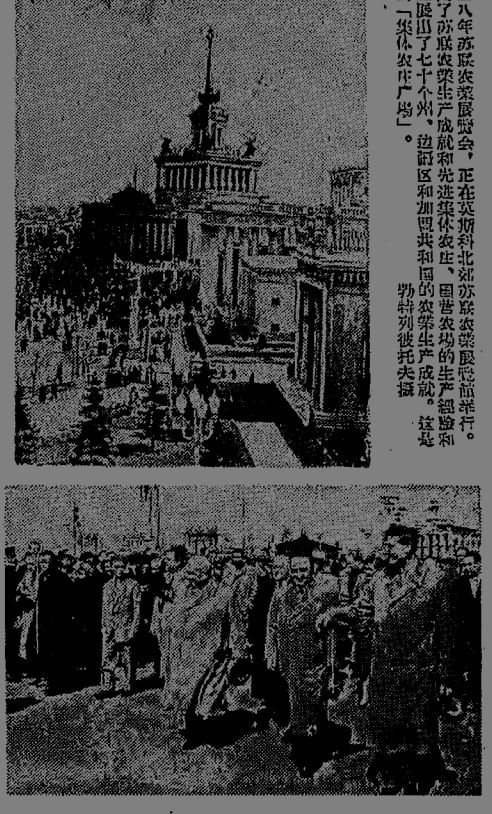 八年苏联农業展覽会，正在莫斯科北郊苏联农業展覽館举行。
了苏联农業生产成就和先进集体农庄、国营农場的生产經驗和
展出了七十个州、边疆区和加盟共和国的农業生产成就。这是
「集体农庄广場」。
勃特列彼托夫摄